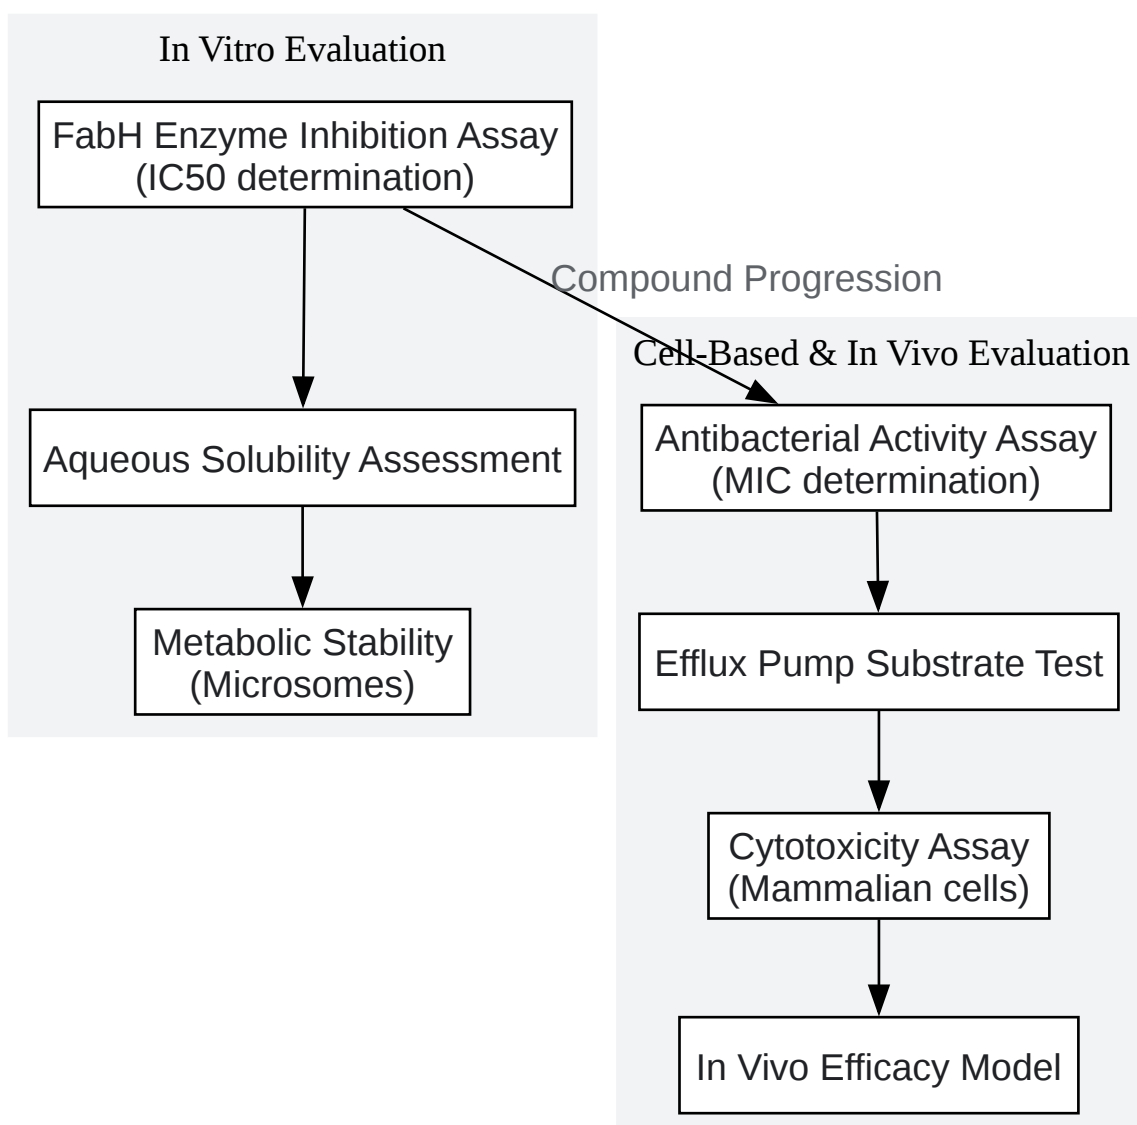 In Vitro Evaluation
FabH Enzyme Inhibition Assay
(IC50 determination)
Compound Progression
Aqueous Solubility Assessment
Metabolic Stability
(Microsomes)
Cell-Based & In Vivo Evaluation
Antibacterial Activity Assay
(MIC determination)
Efflux Pump Substrate Test
Cytotoxicity Assay
(Mammalian cells)
In Vivo Efficacy Model